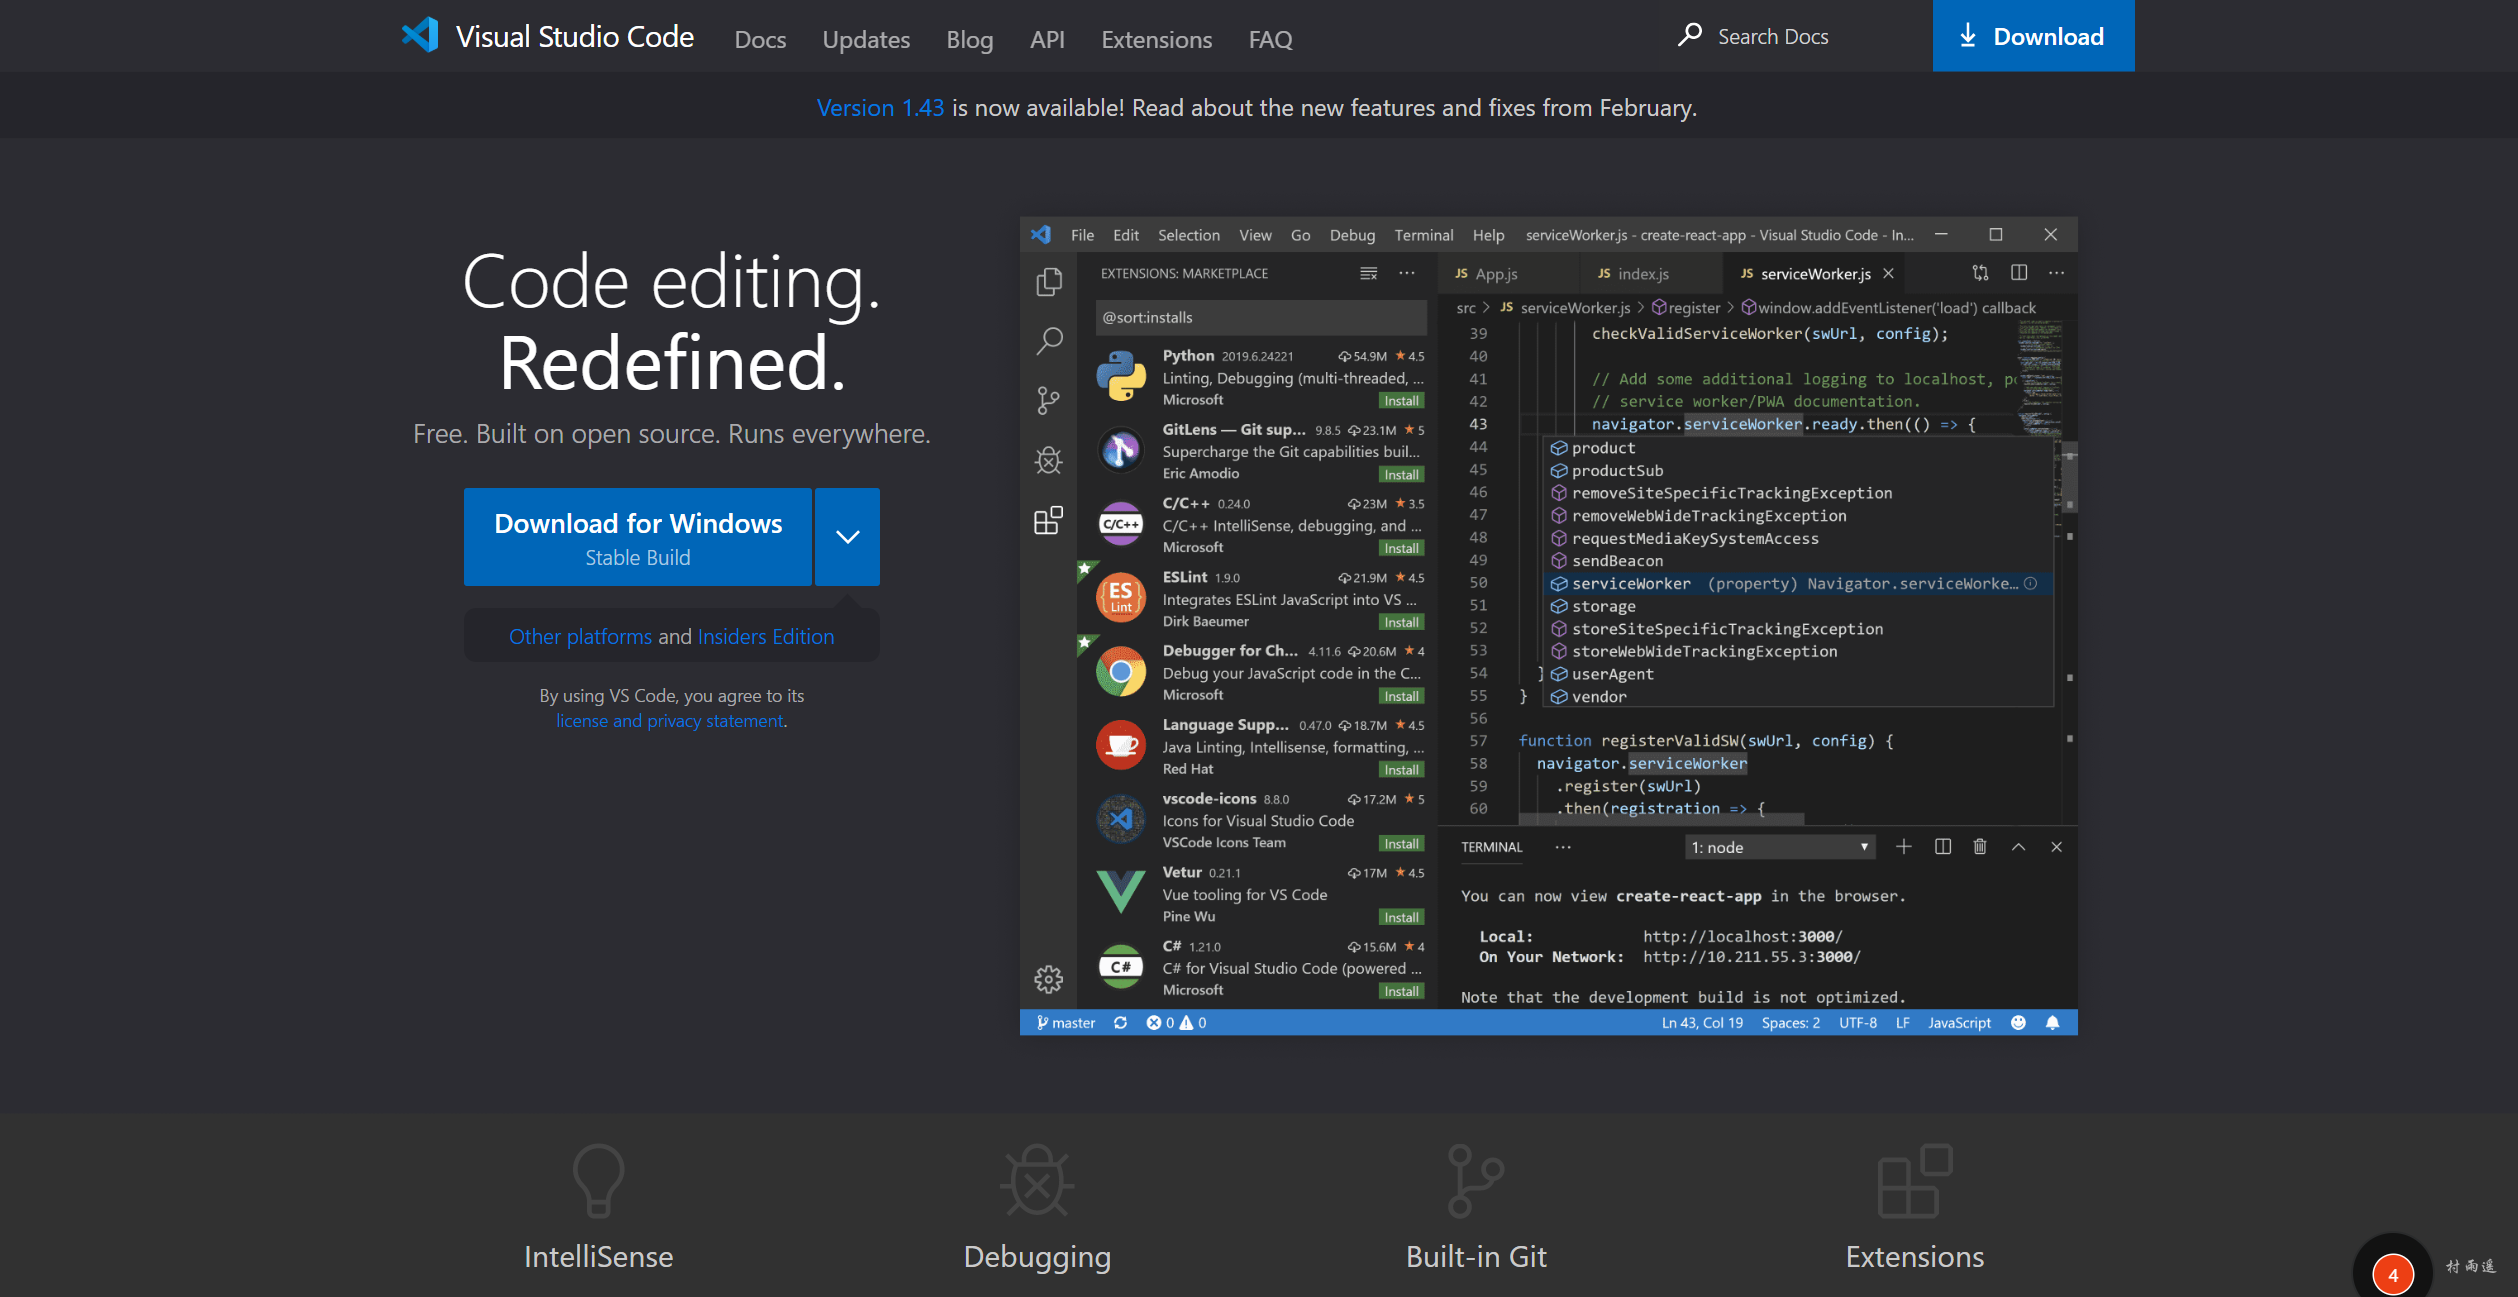 Visual Studio Code Docs Updates Blog API Extensions FAQ Search Docs Download
Version 1.43 is now available! Read about the new features and fixes from February.
Code editing.
Redefined.
Free. Built on open source. Runs everywhere.
Download for Windows
Stable Build
Other platforms and Insiders Edition
By using VS Code, you agree to its
license and privacy statement.
File Edit Selection View Go Debug Terminal Help serviceWorker.js - create-react-app - Visual Studio Code - In...
EXTENSIONS: MARKETPLACE
@sort:installs
Python 2019.6.24221 54.9M ★ 4.5
Linting, Debugging (multi-threaded, ...
Microsoft Install
GitLens — Git sup... 9.8.5 23.1M ★ 5
Supercharge the Git capabilities buil...
Eric Amodio Install
C/C++
C/C++ 0.24.0 23M ★ 3.5
C/C++ IntelliSense, debugging, and ...
Microsoft Install
ES
Lint
ESLint 1.9.0 21.9M ★ 4.5
Integrates ESLint JavaScript into VS ...
Dirk Baeumer Install
Debugger for Ch... 4.11.6 20.6M ★ 4
Debug your JavaScript code in the C...
Microsoft Install
Language Supp... 0.47.0 18.7M ★ 4.5
Java Linting, Intellisense, formatting, ...
Red Hat Install
vscode-icons 8.8.0 17.2M ★ 5
Icons for Visual Studio Code
VSCode Icons Team Install
Vetur 0.21.1 17M ★ 4.5
Vue tooling for VS Code
Pine Wu Install
C#
C# 1.21.0 15.6M ★ 4
C# for Visual Studio Code (powered ...
Microsoft Install
JS App.js JS index.js JS serviceWorker.js
src > JS serviceWorker.js > register > window.addEventListener('load') callback
39 checkValidServiceWorker(swUrl, config);
40
41 // Add some additional logging to localhost, po
42 // service worker/PWA documentation.
43 navigator.serviceWorker.ready.then(() => {
44 product
45 productSub
46 removeSiteSpecificTrackingException
47 removeWebWideTrackingException
48 requestMediaKeySystemAccess
49 sendBeacon
50 serviceWorker (property) Navigator.serviceWorke...
51 storage
52 storeSiteSpecificTrackingException
53 storeWebWideTrackingException
54 } userAgent
55 } vendor
56
57 function registerValidSW(swUrl, config) {
58 navigator.serviceWorker
59 .register(swUrl)
60 .then(registration => {
TERMINAL ... 1: node
You can now view create-react-app in the browser.
Local: http://localhost:3000/
On Your Network: http://10.211.55.3:3000/
Note that the development build is not optimized.
master 0 0 Ln 43, Col 19 Spaces: 2 UTF-8 LF JavaScript
IntelliSense
Debugging
Built-in Git
Extensions
4
村雨遥